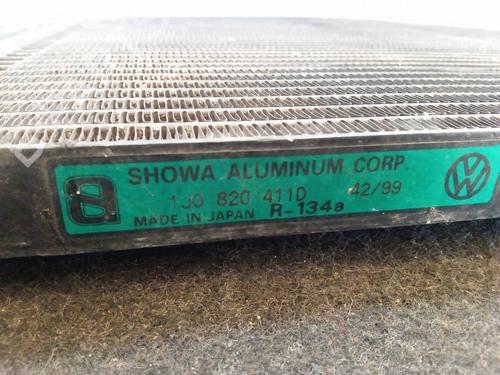 SHOWA ALUMINUM CORP.
1J0 820 411D 42/99
MADE IN JAPAN R-134a